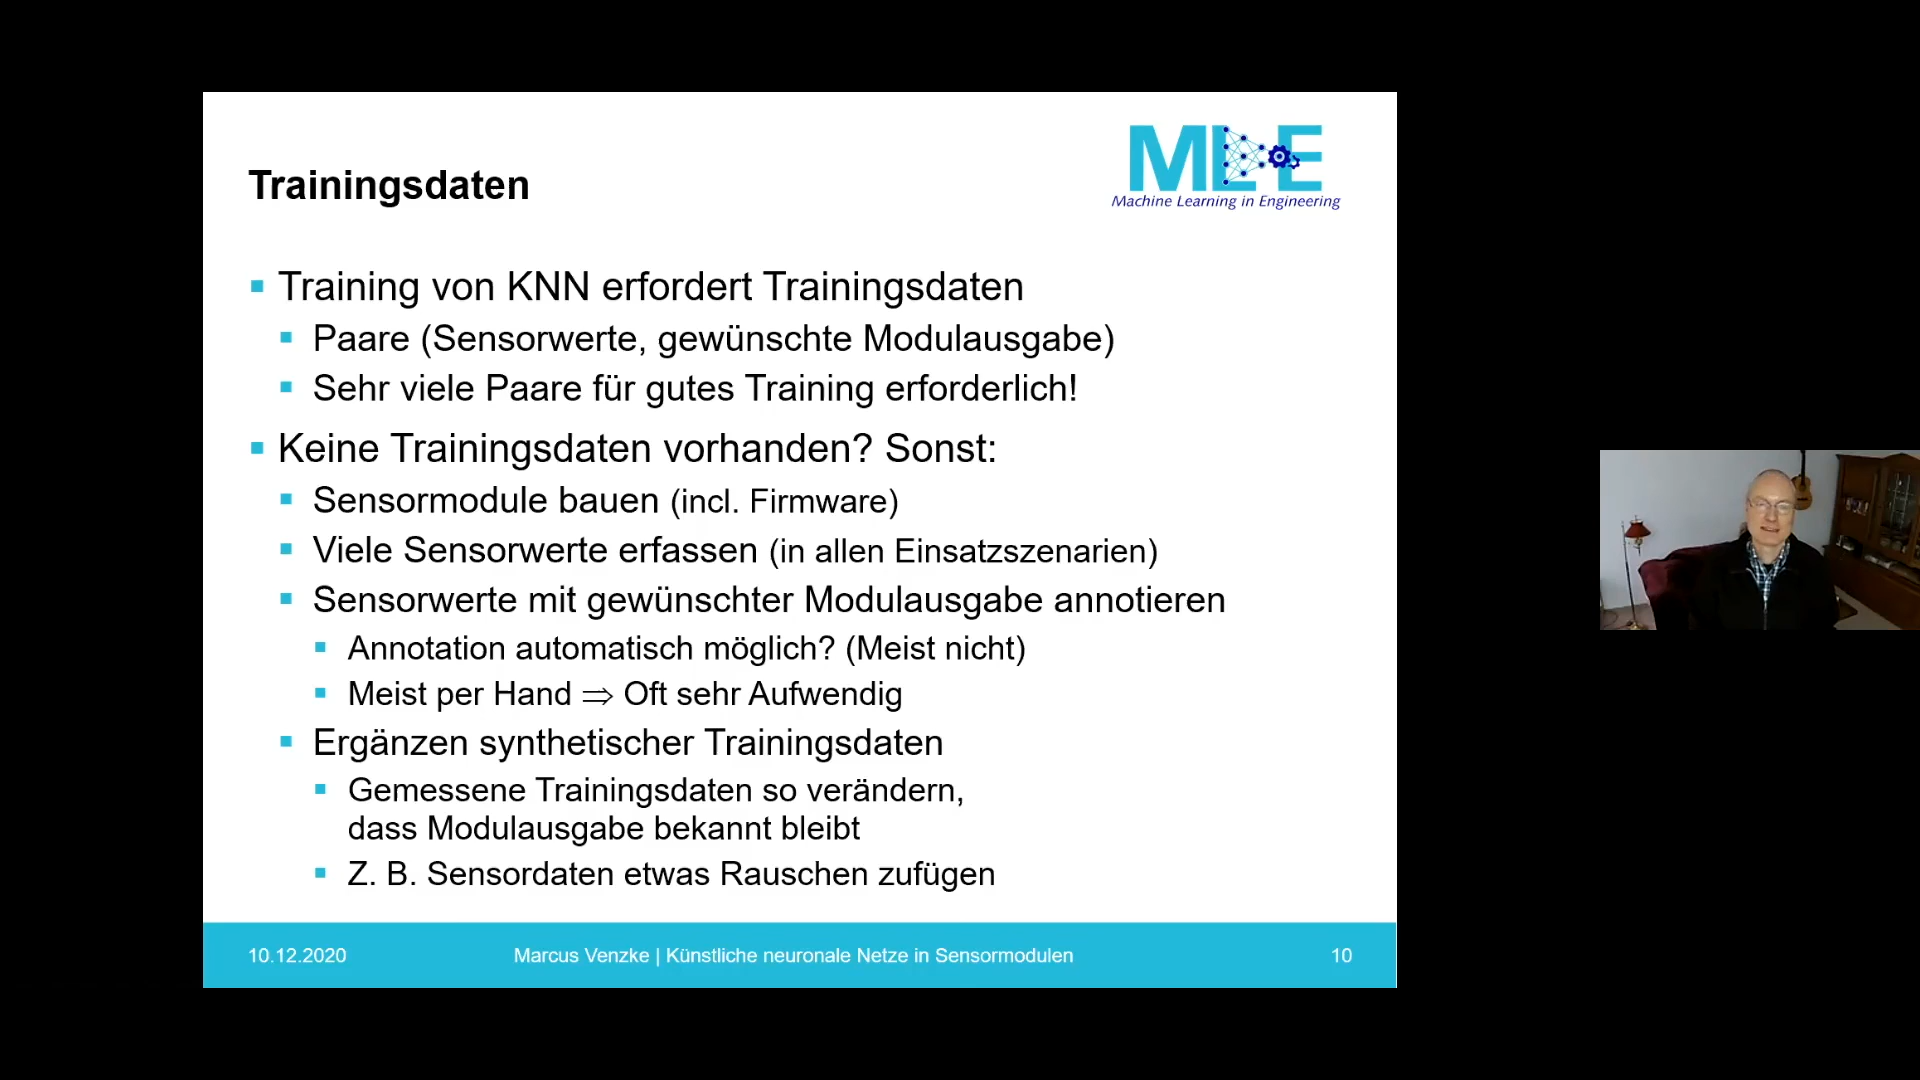 MLE
Machine Learning in Engineering
Trainingsdaten
Training von KNN erfordert Trainingsdaten
Paare (Sensorwerte, gewünschte Modulausgabe)
Sehr viele Paare für gutes Training erforderlich!
Keine Trainingsdaten vorhanden? Sonst:
Sensormodule bauen (incl. Firmware)
Viele Sensorwerte erfassen (in allen Einsatzszenarien)
Sensorwerte mit gewünschter Modulausgabe annotieren
Annotation automatisch möglich? (Meist nicht)
Meist per Hand ⇒ Oft sehr Aufwendig
Ergänzen synthetischer Trainingsdaten
Gemessene Trainingsdaten so verändern,
dass Modulausgabe bekannt bleibt
Z. B. Sensordaten etwas Rauschen zufügen
10.12.2020
Marcus Venzke | Künstliche neuronale Netze in Sensormodulen
10